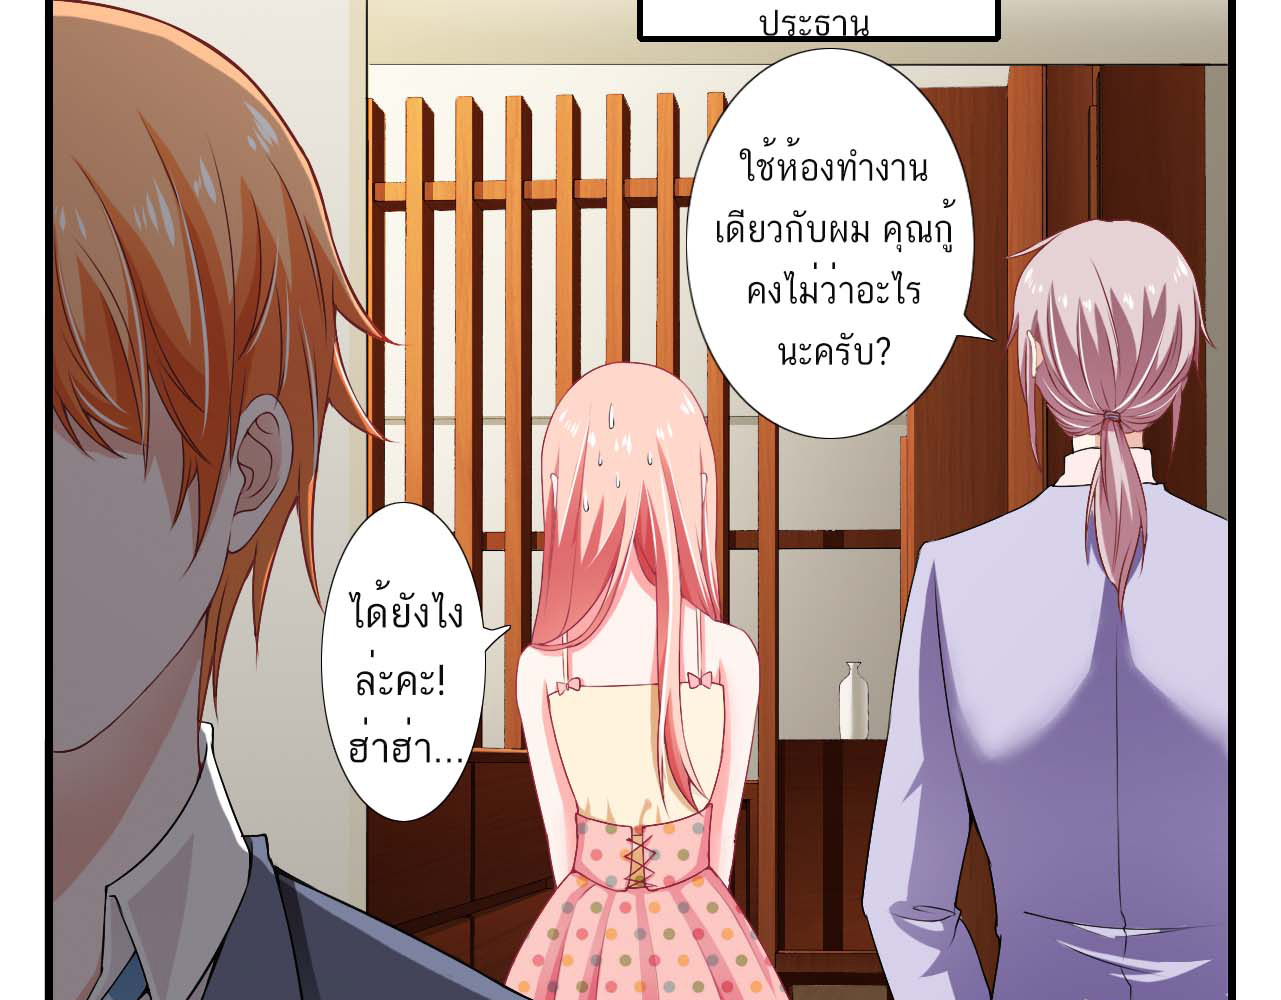 ประธาน
ใช้ห้องทำงาน
เดียวกับผม คุณกู้
คงไม่ว่าอะไร
นะครับ?
ได้ยังไง
ล่ะคะ!
ฮ่าฮ่า...